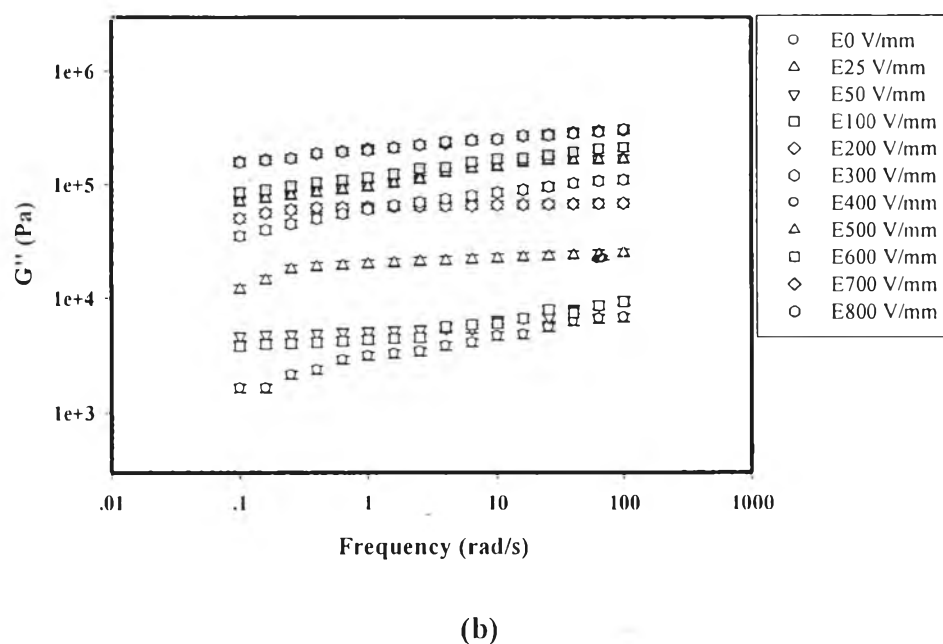 1e+6
1e+5
1e+4
1e+3
G'' (Pa)
.01
.1
1
10
100
1000
Frequency (rad/s)
E0 V/mm
E25 V/mm
E50 V/mm
E100 V/mm
E200 V/mm
E300 V/mm
E400 V/mm
E500 V/mm
E600 V/mm
E700 V/mm
E800 V/mm
(b)